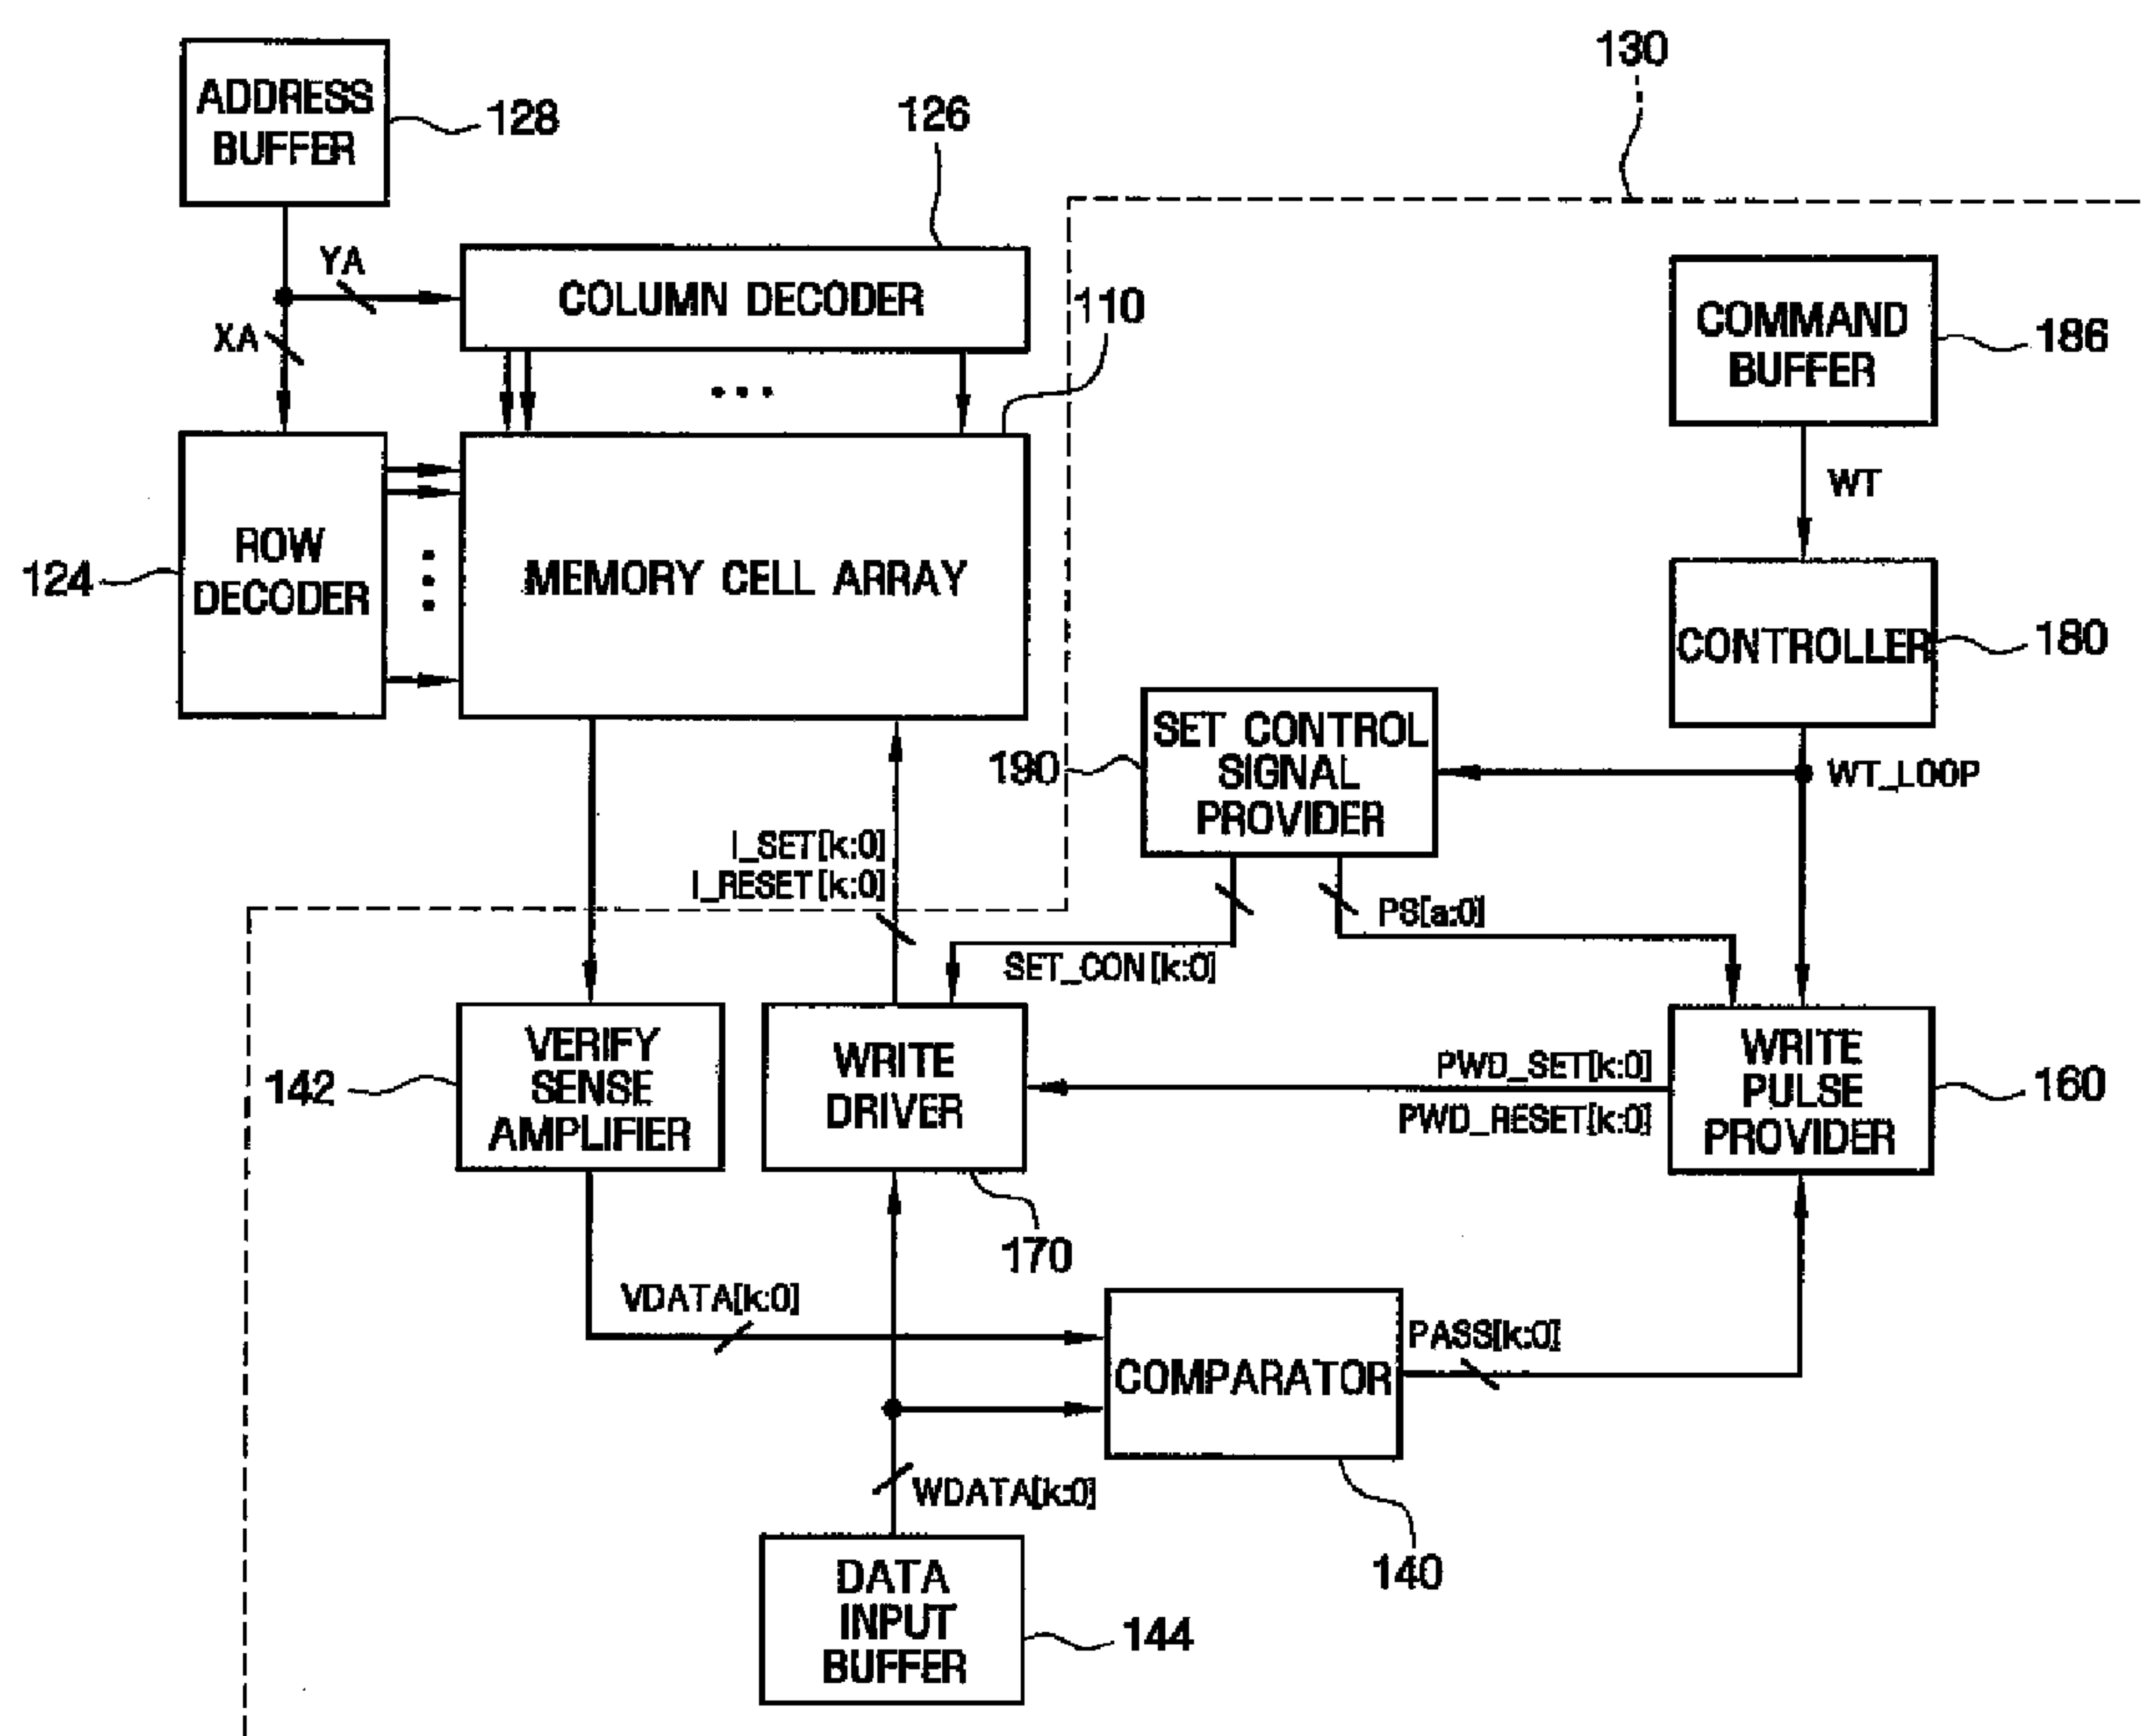 130
ADDRESS
BUFFER
128
126
YA
XA
COLUMN DECODER
110
COMMAND
BUFFER
186
WT
ROW
DECODER
124
MEMORY CELL ARRAY
CONTROLLER
180
SET CONTROL
SIGNAL
PROVIDER
190
WT_LOOP
I_SET[k:0]
I_RESET[k:0]
PS[a:0]
SET_CON[k:0]
VERIFY
SENSE
AMPLIFIER
142
WRITE
DRIVER
170
PWD_SET[k:0]
PWD_RESET[k:0]
WRITE
PULSE
PROVIDER
160
VDATA[k:0]
COMPARATOR
PASS[k:0]
140
WDATA[k:0]
DATA
INPUT
BUFFER
144